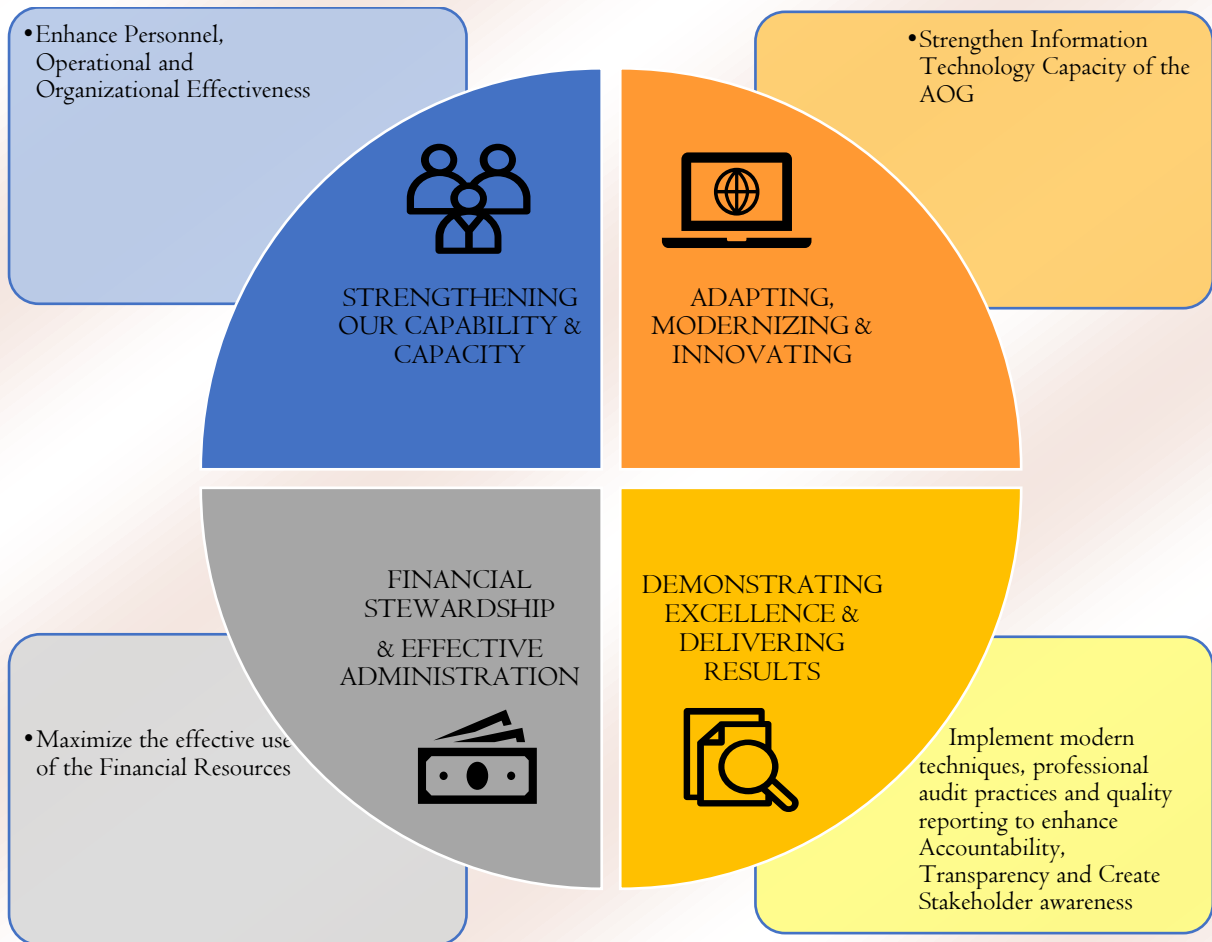 •Enhance Personnel,
Operational and
Organizational Effectiveness
•Strengthen Information
Technology Capacity of the
AOG
STRENGTHENING
OUR CAPABILITY &
CAPACITY
ADAPTING,
MODERNIZING &
INNOVATING
FINANCIAL
STEWARDSHIP
& EFFECTIVE
ADMINISTRATION
DEMONSTRATING
EXCELLENCE &
DELIVERING
RESULTS
•Maximize the effective use
of the Financial Resources
Implement modern
techniques, professional
audit practices and quality
reporting to enhance
Accountability,
Transparency and Create
Stakeholder awareness